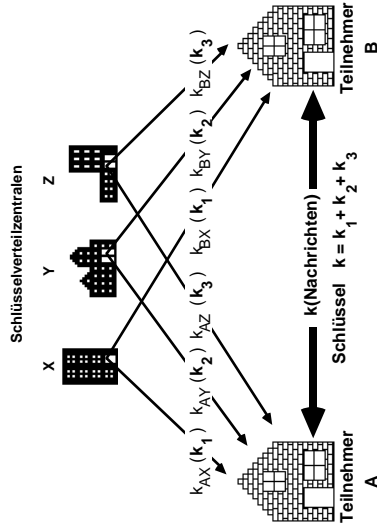 Schlüsselverteilzentralen
X Y Z
k_AX(k_1) k_AY(k_2) k_AZ(k_3) k_BX(k_1) k_BY(k_2) k_BZ(k_3)
k(Nachrichten)
Schlüssel k = k_1 + k_2 + k_3
Teilnehmer Teilnehmer
A B